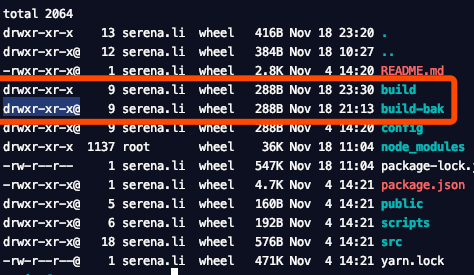 total 2064
drwxr-xr-x 13 serena.li wheel 416B Nov 18 23:20 .
drwxr-xr-x@ 12 serena.li wheel 384B Nov 18 10:27 ..
-rwxr-xr-x@ 1 serena.li wheel 2.8K Nov 4 14:20 README.md
drwxr-xr-x 9 serena.li wheel 288B Nov 18 23:30 build
drwxr-xr-x@ 9 serena.li wheel 288B Nov 18 21:13 build-bak
drwxr-xr-x@ 9 serena.li wheel 288B Nov 4 14:20 config
drwxr-xr-x 1137 root wheel 36K Nov 18 11:04 node_modules
-rw-r--r-- 1 serena.li wheel 547K Nov 18 11:04 package-lock.j
-rwxr-xr-x@ 1 serena.li wheel 4.7K Nov 4 14:21 package.json
drwxr-xr-x@ 5 serena.li wheel 160B Nov 4 14:21 public
drwxr-xr-x@ 6 serena.li wheel 192B Nov 4 14:21 scripts
drwxr-xr-x@ 18 serena.li wheel 576B Nov 4 14:21 src
-rw-r--r--@ 1 serena.li wheel 471K Nov 4 14:21 yarn.lock